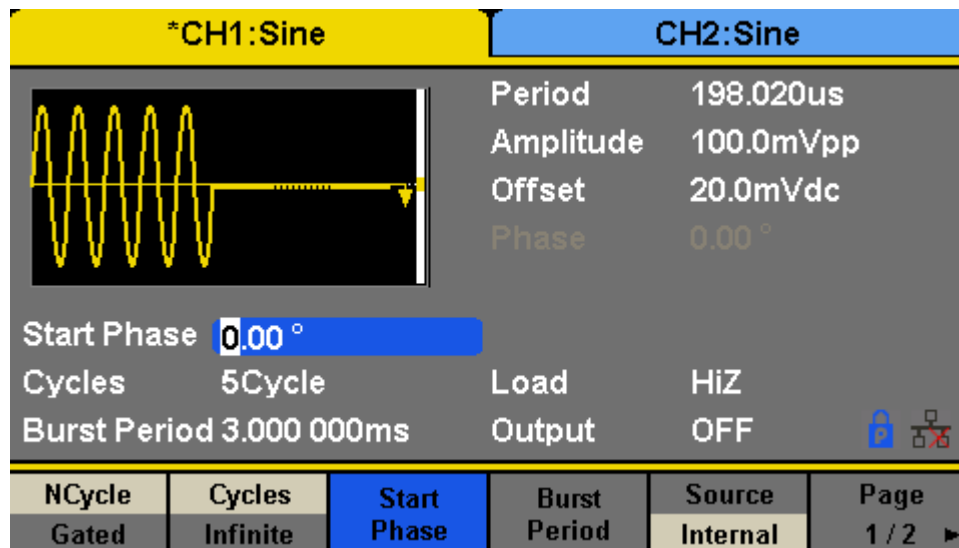 *CH1:Sine
CH2:Sine
Period 198.020us
Amplitude 100.0mVpp
Offset 20.0mVdc
Phase 0.00 °
Start Phase 0.00 °
Cycles 5Cycle
Load HiZ
Burst Period 3.000 000ms
Output OFF
P
NCycle
Gated
Cycles
Infinite
Start
Phase
Burst
Period
Source
Internal
Page
1 / 2